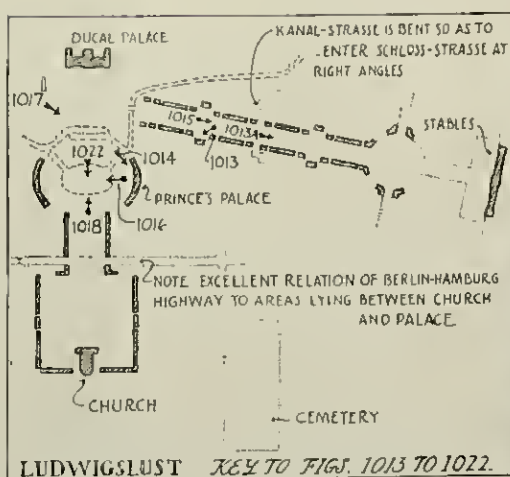 DUCAL PALACE
KANAL-STRASSE IS BENT SO AS TO
ENTER SCHLOSS-STRASSE AT
RIGHT ANGLES
1017
1015
1013A
STABLES
1022
1014
1013
PRINCE'S PALACE
1016
1018
NOTE EXCELLENT RELATION OF BERLIN-HAMBURG
HIGHWAY TO AREAS LYING BETWEEN CHURCH
AND PALACE
CHURCH
CEMETERY
LUDWIGSLUST KEY TO FIGS. 1013 TO 1022.